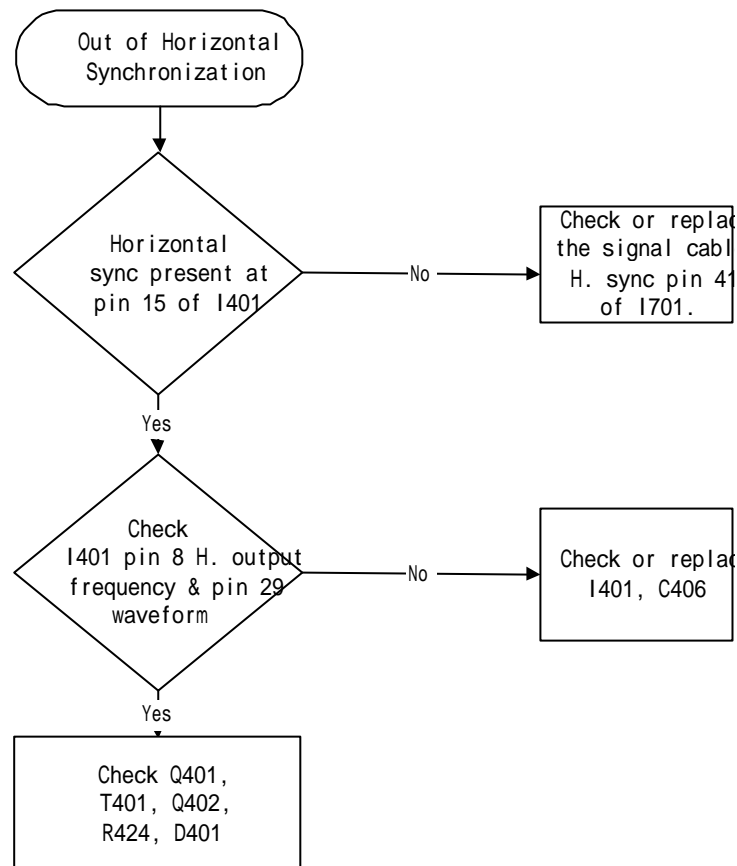 Out of Horizontal
Synchronization
Horizontal
sync present at
pin 15 of I401
No
Check or replac
the signal cabl
H. sync pin 41
of I701.
Yes
Check
I401 pin 8 H. output
frequency & pin 29
waveform
No
Check or replac
I401, C406
Yes
Check Q401,
T401, Q402,
R424, D401